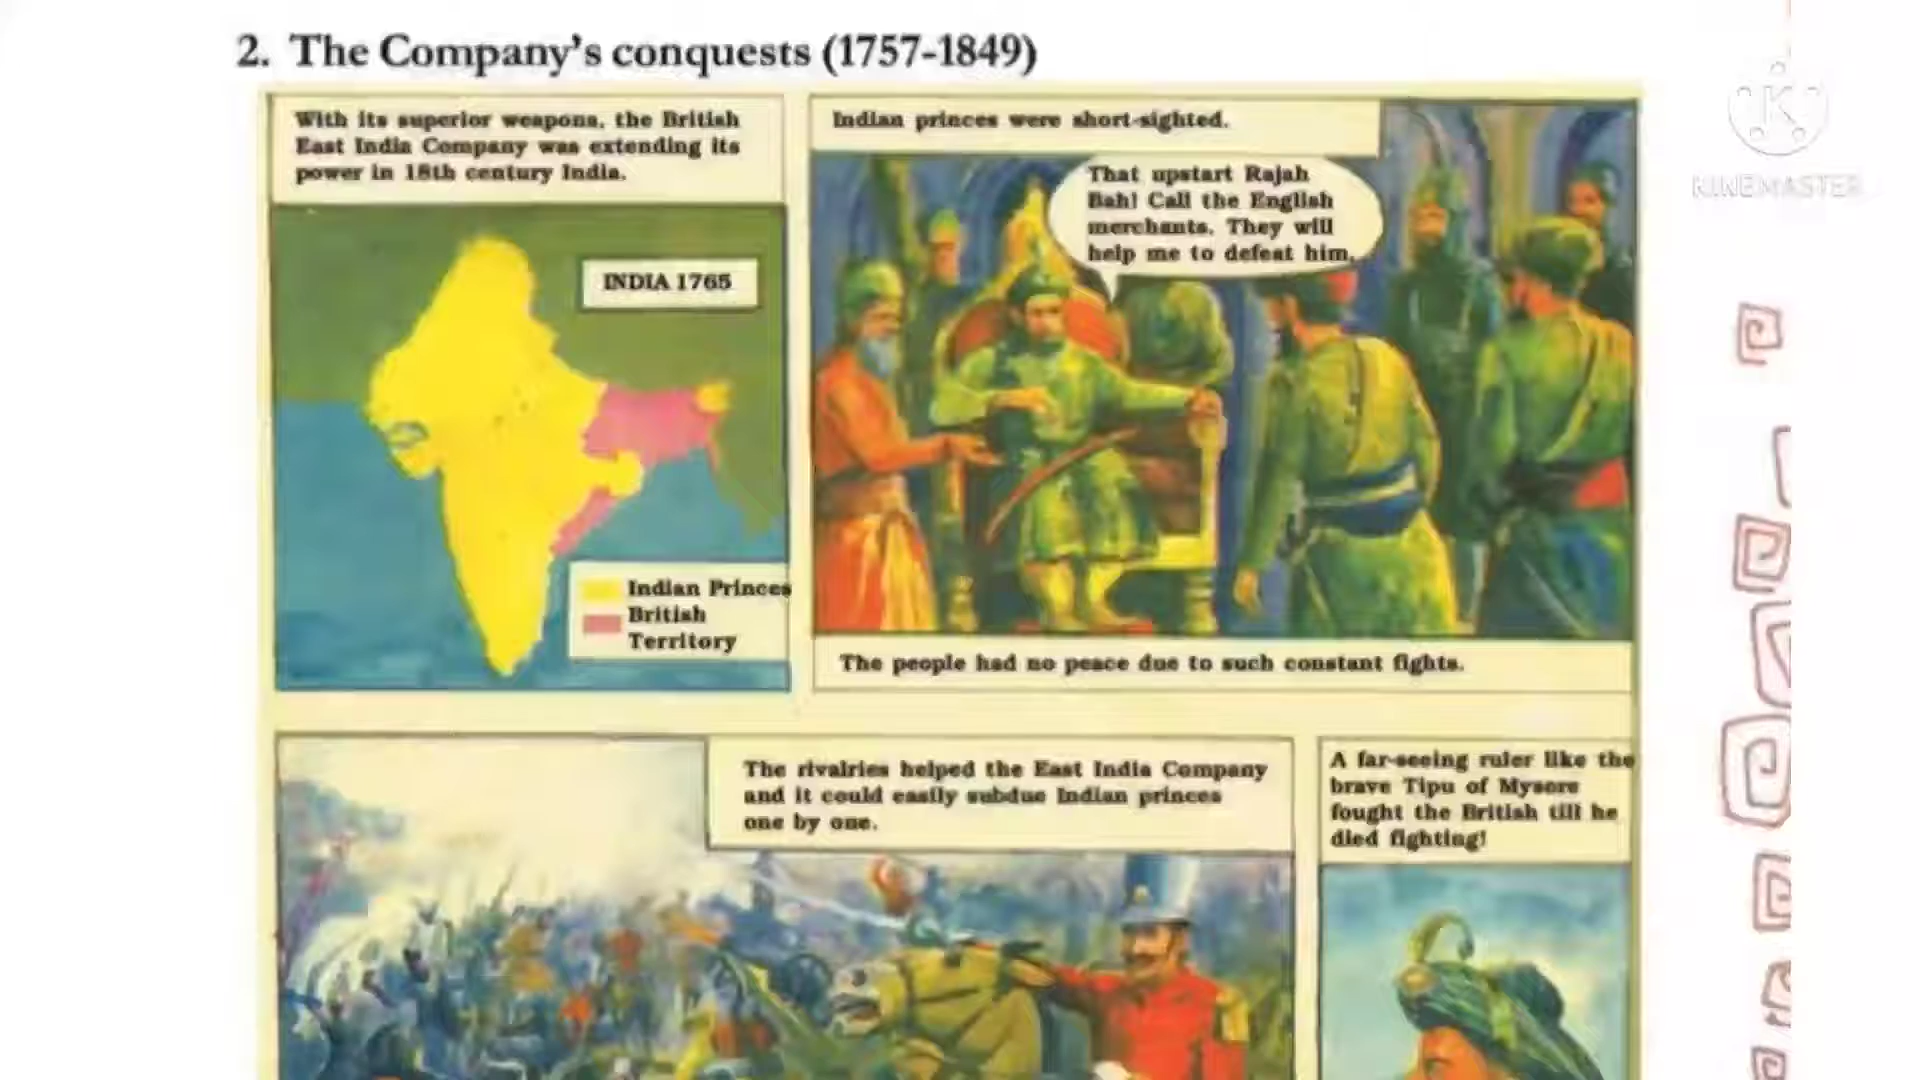 2. The Company's conquests (1757-1849)
With its superior weapons, the British
East India Company was extending its
power in 18th century India.
INDIA 1765
Indian Princes
British
Territory
Indian princes were short-sighted.
That upstart Rajah
Bah! Call the English
merchants. They will
help me to defeat him.
The people had no peace due to such constant fights.
The rivalries helped the East India Company
and it could easily subdue Indian princes
one by one.
A far-seeing ruler like the
brave Tipu of Mysore
fought the British till he
died fighting!
K
KINEMASTER